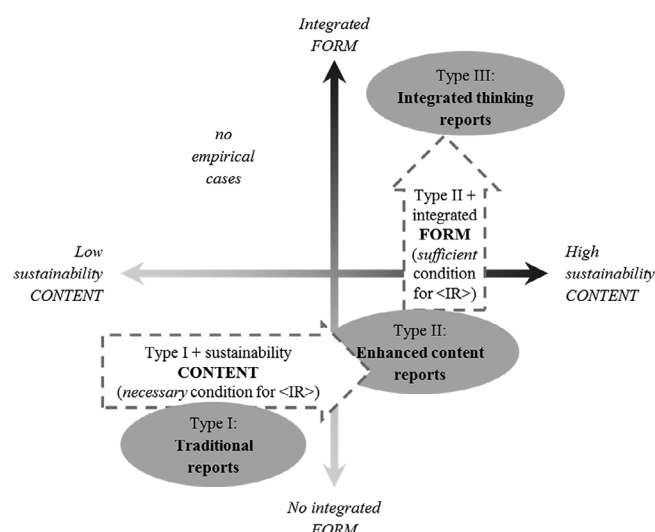 Integrated
FORM
Type III:
Integrated thinking
reports
no
empirical
cases
Type II +
integrated
FORM
(sufficient
condition
for <IR>)
Low
sustainability
CONTENT
High
sustainability
CONTENT
Type II:
Enhanced content
reports
Type I + sustainability
CONTENT
(necessary condition for <IR>)
Type I:
Traditional
reports
No integrated
FORM